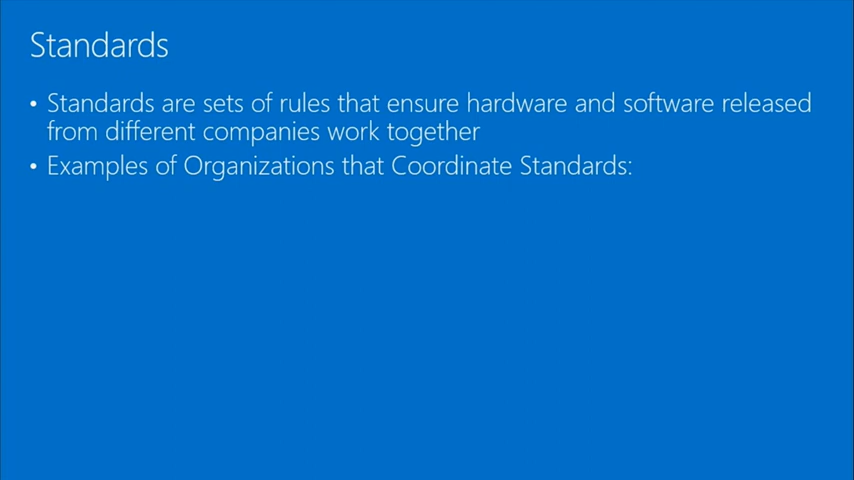 Standards
• Standards are sets of rules that ensure hardware and software released
from different companies work together
• Examples of Organizations that Coordinate Standards: